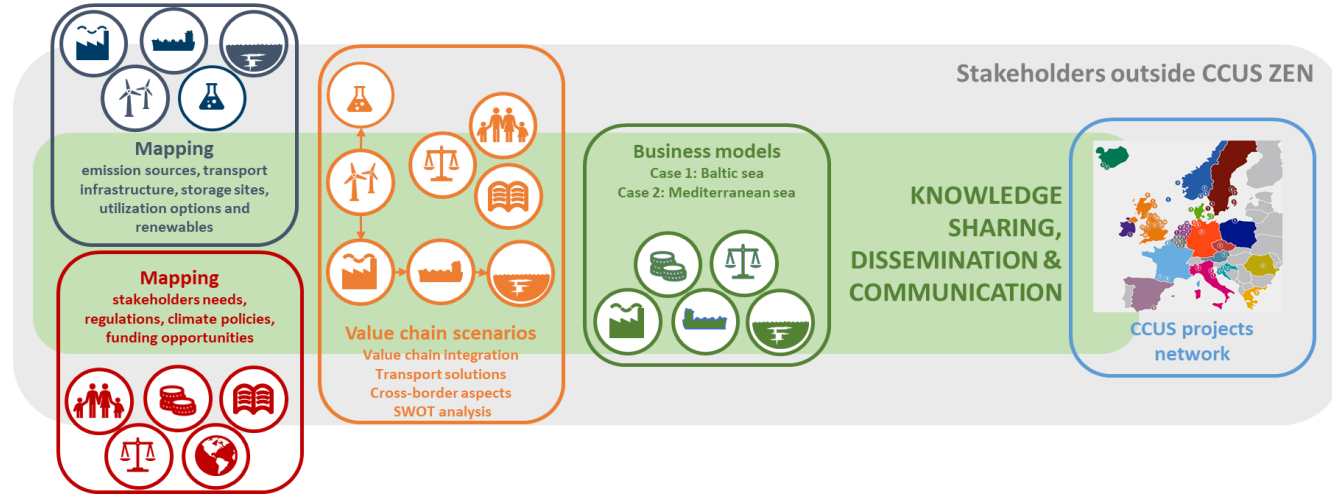 Stakeholders outside CCUS ZEN
Mapping
emission sources, transport
infrastructure, storage sites,
utilization options and
renewables
Mapping
stakeholders needs,
regulations, climate policies,
funding opportunities
Value chain scenarios
Value chain integration
Transport solutions
Cross-border aspects
SWOT analysis
Business models
Case 1: Baltic sea
Case 2: Mediterranean sea
KNOWLEDGE
SHARING,
DISSEMINATION &
COMMUNICATION
CCUS projects
network